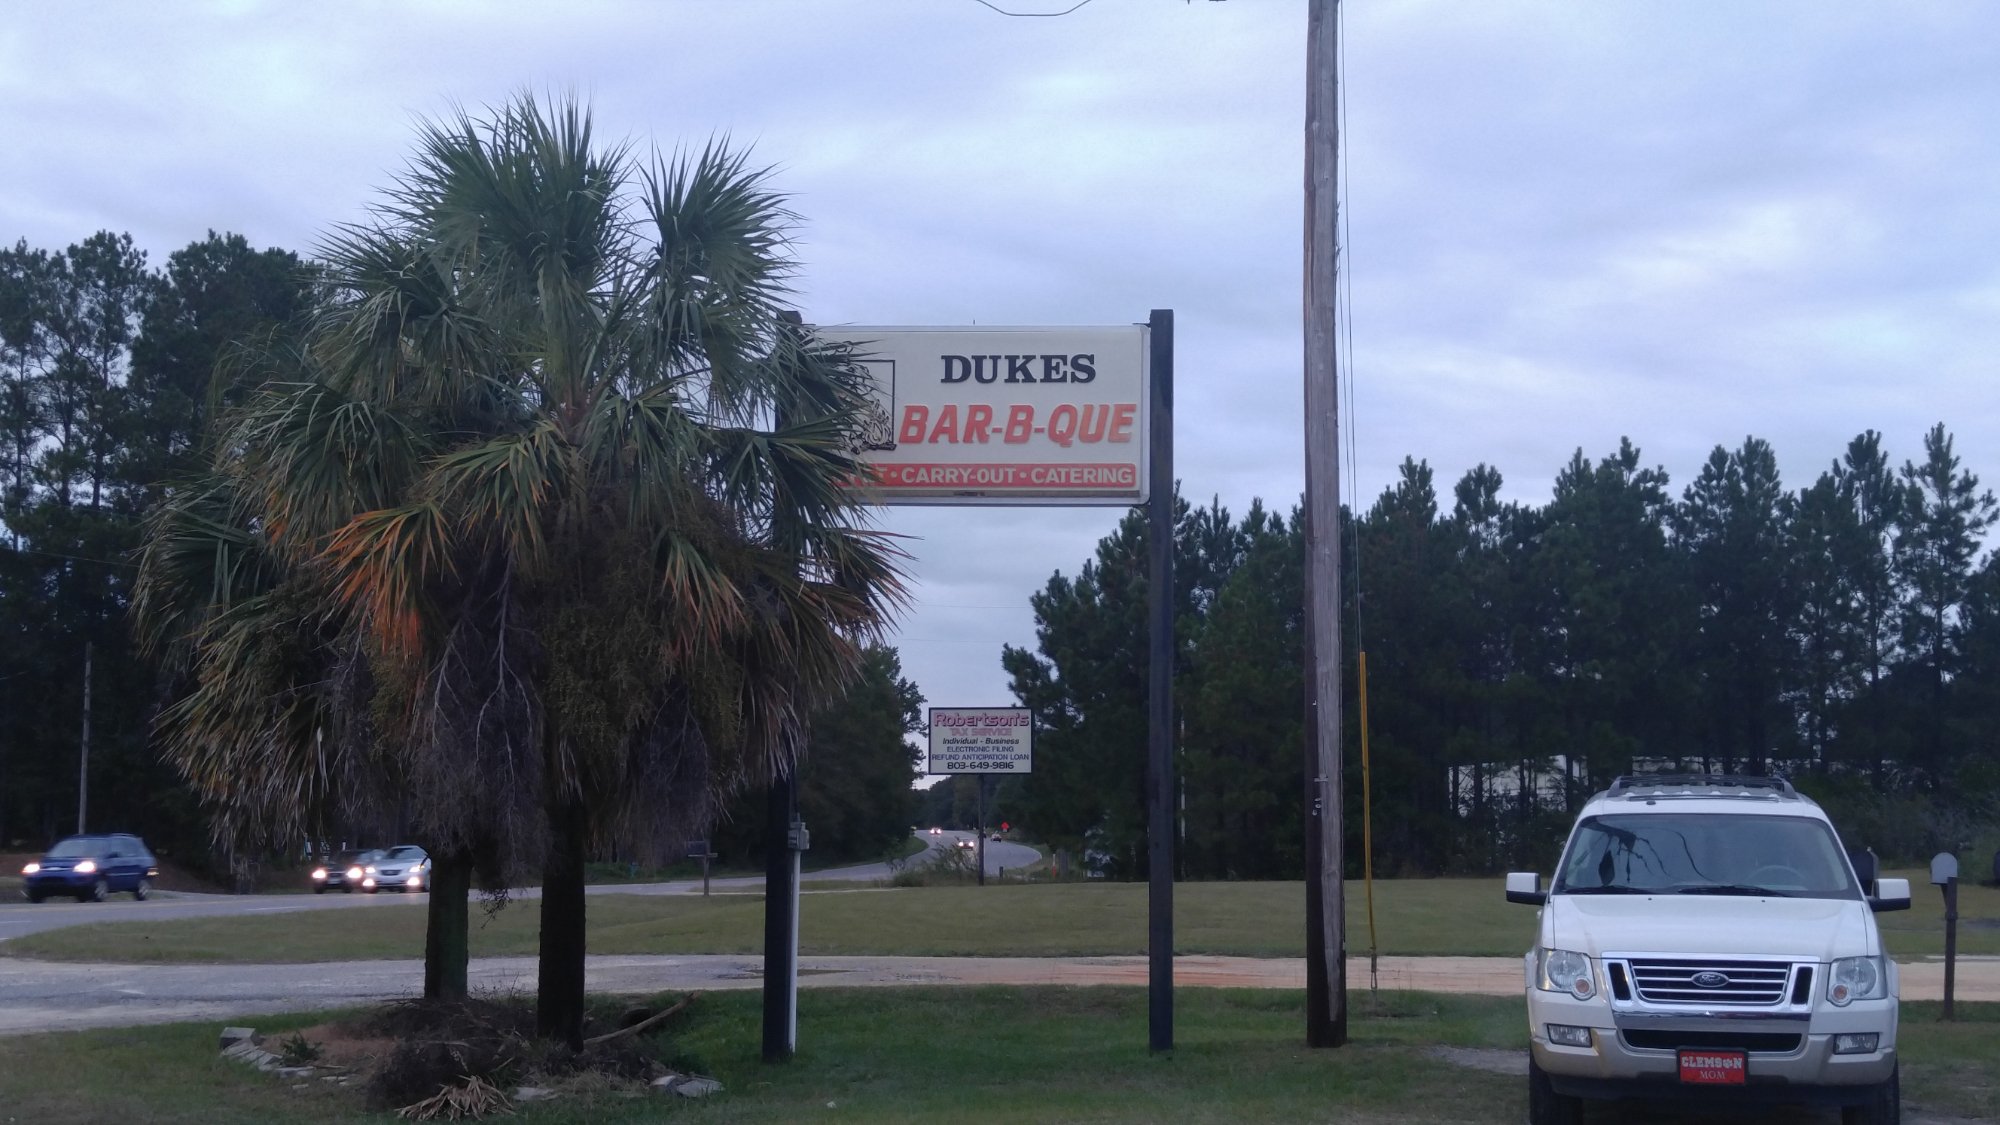 DUKES
BAR-B-QUE
• CARRY-OUT • CATERING
Robertson's
TAX SERVICE
Individual - Business
ELECTRONIC FILING
REFUND ANTICIPATION LOAN
803-649-9816
Ford
CLEMSON
MOM